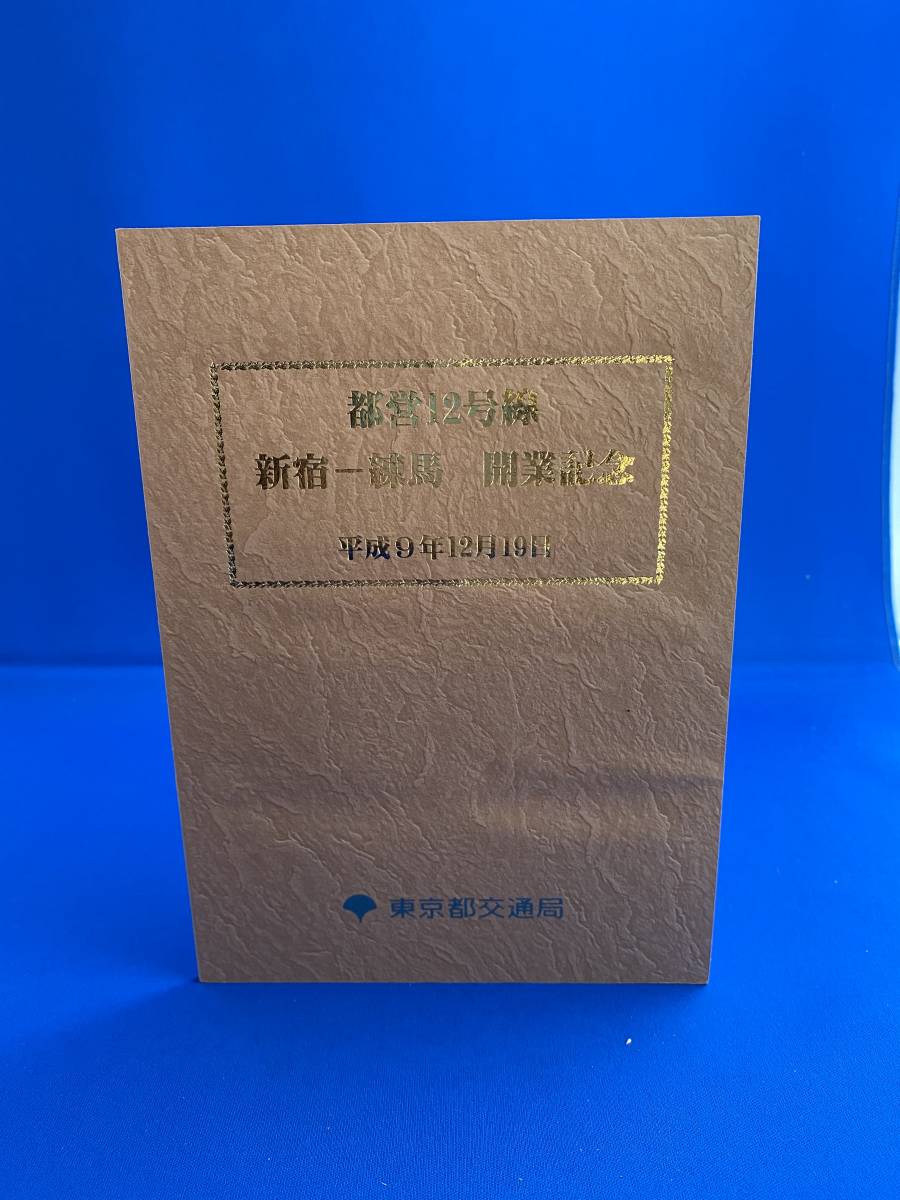 都営12号線
新宿－練馬　開業記念
平成9年12月19日
東京都交通局